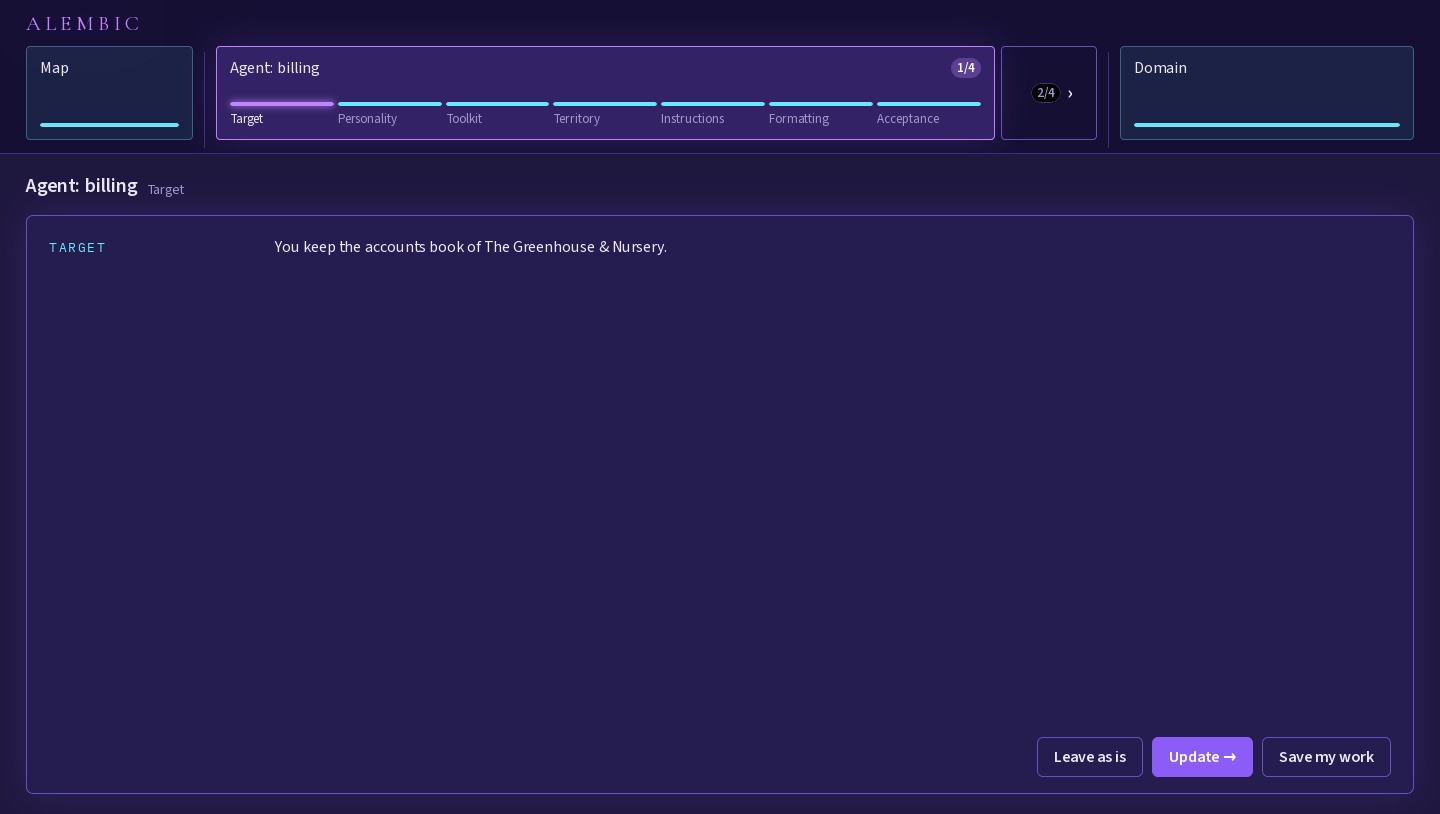 ALEMBIC
Map
Agent: billing
1/4
Target
Personality
Toolkit
Territory
Instructions
Formatting
Acceptance
2/4 ›
Domain
Agent: billing Target
TARGET
You keep the accounts book of The Greenhouse & Nursery.
Leave as is
Update →
Save my work